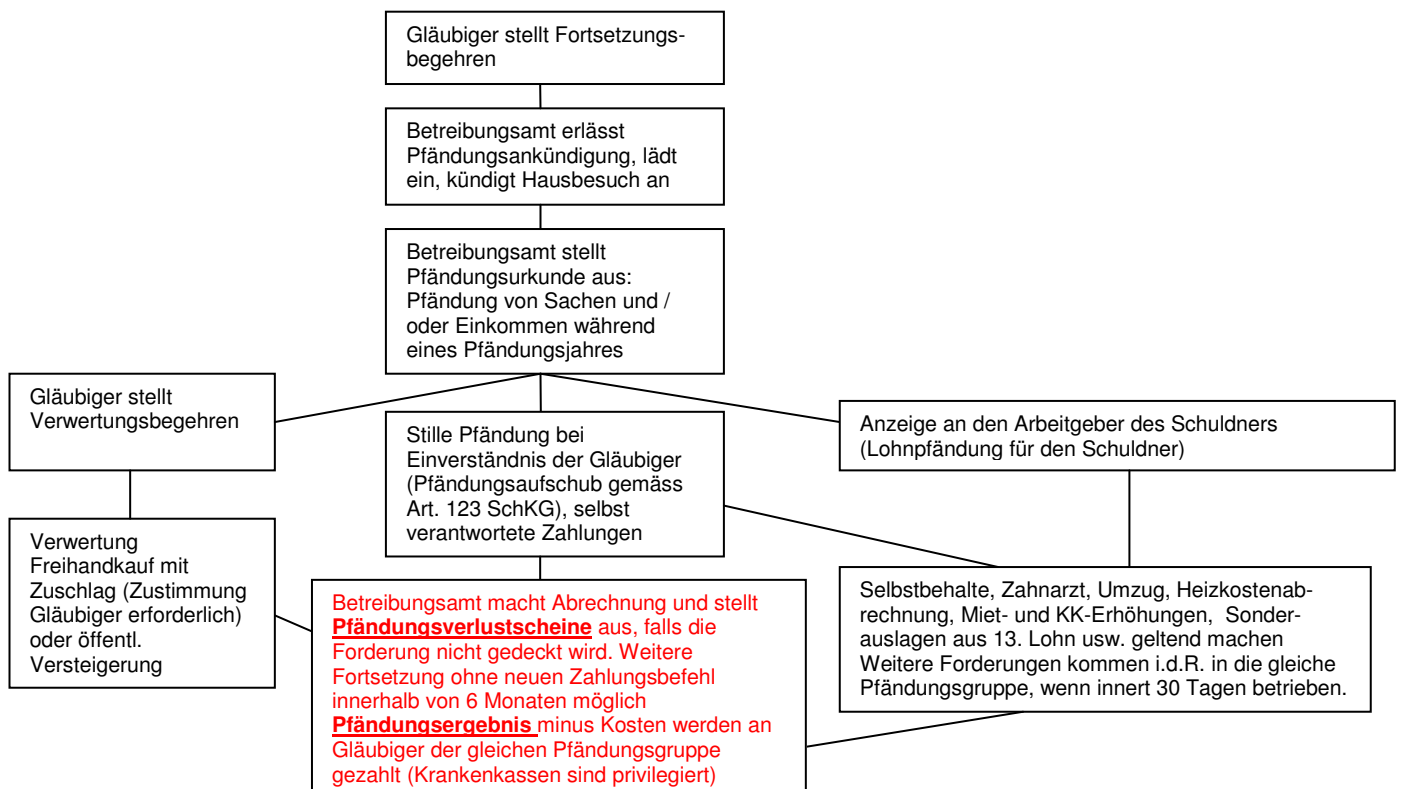 Gläubiger stellt Fortsetzungs-
begehren
Betreibungsamt erlässt
Pfändungsankündigung, lädt
ein, kündigt Hausbesuch an
Betreibungsamt stellt
Pfändungsurkunde aus:
Pfändung von Sachen und /
oder Einkommen während
eines Pfändungsjahres
Gläubiger stellt
Verwertungsbegehren
Stille Pfändung bei
Einverständnis der Gläubiger
(Pfändungsaufschub gemäss
Art. 123 SchKG), selbst
verantwortete Zahlungen
Anzeige an den Arbeitgeber des Schuldners
(Lohnpfändung für den Schuldner)
Verwertung
Freihandkauf mit
Zuschlag (Zustimmung
Gläubiger erforderlich)
oder öffentl.
Versteigerung
Betreibungsamt macht Abrechnung und stellt
Pfändungsverlustscheine aus, falls die
Forderung nicht gedeckt wird. Weitere
Fortsetzung ohne neuen Zahlungsbefehl
innerhalb von 6 Monaten möglich
Pfändungsergebnis minus Kosten werden an
Gläubiger der gleichen Pfändungsgruppe
gezahlt (Krankenkassen sind privilegiert)
Selbstbehalte, Zahnarzt, Umzug, Heizkostenab-
rechnung, Miet- und KK-Erhöhungen, Sonder-
auslagen aus 13. Lohn usw. geltend machen
Weitere Forderungen kommen i.d.R. in die gleiche
Pfändungsgruppe, wenn innert 30 Tagen betrieben.